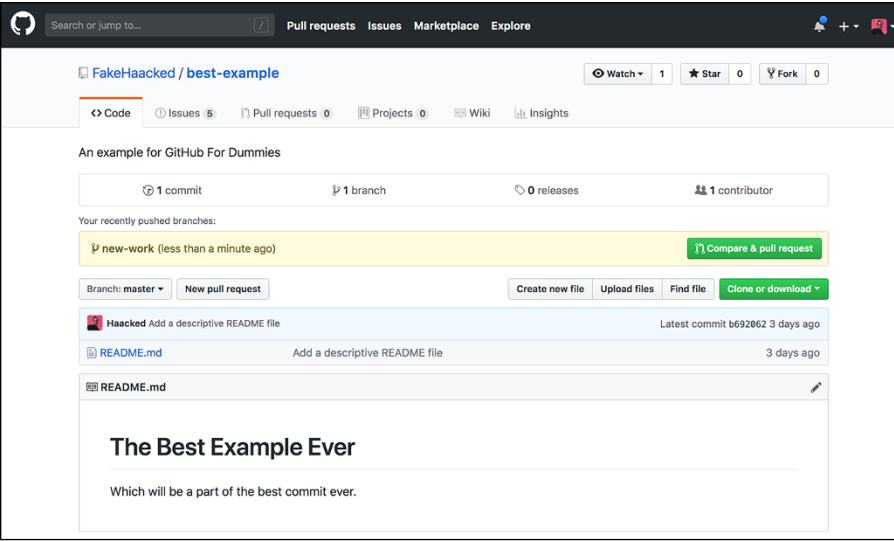 Search or jump to... /
Pull requests Issues Marketplace Explore
FakeHaacked / best-example
Watch 1 Star 0 Fork 0
Code Issues 5 Pull requests 0 Projects 0 Wiki Insights
An example for GitHub For Dummies
1 commit 1 branch 0 releases 1 contributor
Your recently pushed branches:
new-work (less than a minute ago) Compare & pull request
Branch: master New pull request Create new file Upload files Find file Clone or download
Haacked Add a descriptive README file Latest commit b692062 3 days ago
README.md Add a descriptive README file 3 days ago
README.md
The Best Example Ever
Which will be a part of the best commit ever.